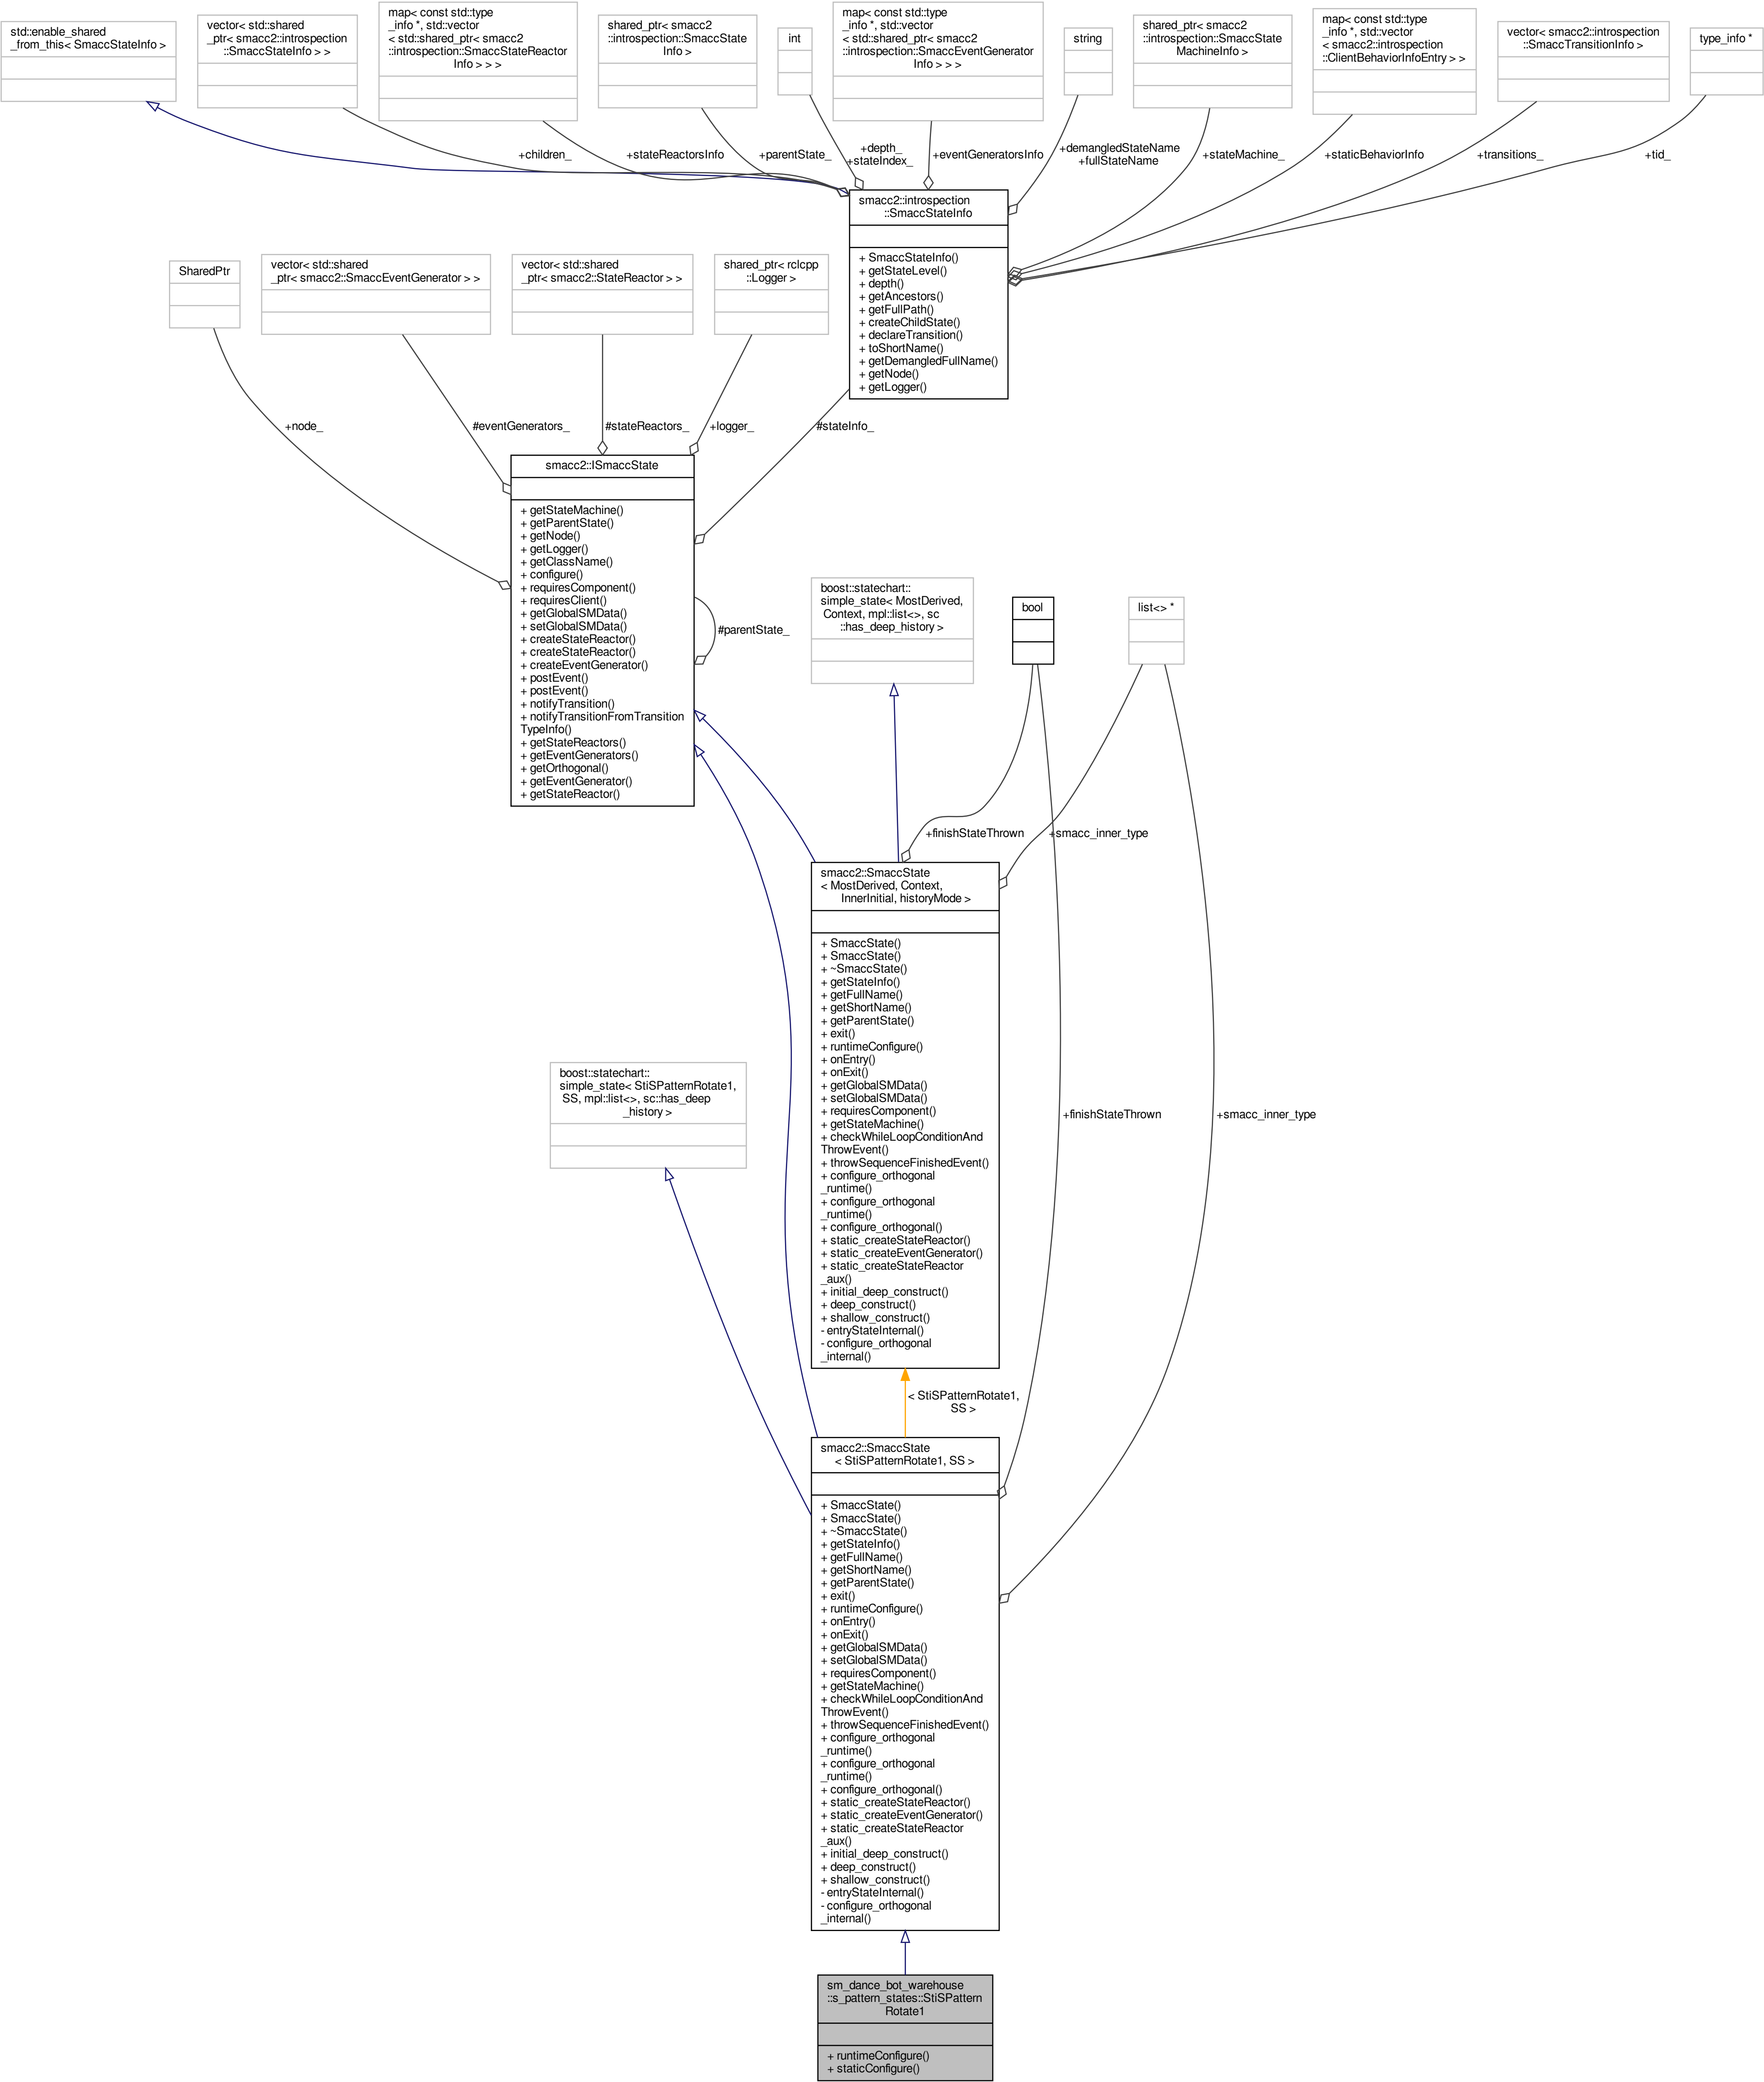 std::enable_shared
_from_this< SmaccStateInfo >
vector< std::shared
_ptr< smacc2::introspection
::SmaccStateInfo > >
map< const std::type
_info *, std::vector
< std::shared_ptr< smacc2
::introspection::SmaccStateReactor
Info > > >
shared_ptr< smacc2
::introspection::SmaccState
Info >
int
map< const std::type
_info *, std::vector
< std::shared_ptr< smacc2
::introspection::SmaccEventGenerator
Info > > >
string
shared_ptr< smacc2
::introspection::SmaccState
MachineInfo >
map< const std::type
_info *, std::vector
< smacc2::introspection
::ClientBehaviorInfoEntry > >
vector< smacc2::introspection
::SmaccTransitionInfo >
type_info *
+children_
+stateReactorsInfo
+parentState_
+depth_
+stateIndex_
+eventGeneratorsInfo
+demangledStateName
+fullStateName
+stateMachine_
+staticBehaviorInfo
+transitions_
+tid_
smacc2::introspection
::SmaccStateInfo
+ SmaccStateInfo()
+ getStateLevel()
+ depth()
+ getAncestors()
+ getFullPath()
+ createChildState()
+ declareTransition()
+ toShortName()
+ getDemangledFullName()
+ getNode()
+ getLogger()
SharedPtr
vector< std::shared
_ptr< smacc2::SmaccEventGenerator > >
vector< std::shared
_ptr< smacc2::StateReactor > >
shared_ptr< rclcpp
::Logger >
+node_
#eventGenerators_
#stateReactors_
+logger_
#stateInfo_
smacc2::ISmaccState
+ getStateMachine()
+ getParentState()
+ getNode()
+ getLogger()
+ getClassName()
+ configure()
+ requiresComponent()
+ requiresClient()
+ getGlobalSMData()
+ setGlobalSMData()
+ createStateReactor()
+ createStateReactor()
+ createEventGenerator()
+ postEvent()
+ postEvent()
+ notifyTransition()
+ notifyTransitionFromTransition
TypeInfo()
+ getStateReactors()
+ getEventGenerators()
+ getOrthogonal()
+ getEventGenerator()
+ getStateReactor()
#parentState_
boost::statechart::
simple_state< MostDerived,
Context, mpl::list<>, sc
::has_deep_history >
bool
list<> *
+finishStateThrown
+smacc_inner_type
smacc2::SmaccState
< MostDerived, Context,
InnerInitial, historyMode >
+ SmaccState()
+ SmaccState()
+ ~SmaccState()
+ getStateInfo()
+ getFullName()
+ getShortName()
+ getParentState()
+ exit()
+ runtimeConfigure()
+ onEntry()
+ onExit()
+ getGlobalSMData()
+ setGlobalSMData()
+ requiresComponent()
+ getStateMachine()
+ checkWhileLoopConditionAnd
ThrowEvent()
+ throwSequenceFinishedEvent()
+ configure_orthogonal
_runtime()
+ configure_orthogonal
_runtime()
+ configure_orthogonal()
+ static_createStateReactor()
+ static_createEventGenerator()
+ static_createStateReactor
_aux()
+ initial_deep_construct()
+ deep_construct()
+ shallow_construct()
- entryStateInternal()
- configure_orthogonal
_internal()
boost::statechart::
simple_state< StiSPatternRotate1,
SS, mpl::list<>, sc::has_deep
_history >
+finishStateThrown
+smacc_inner_type
< StiSPatternRotate1,
SS >
smacc2::SmaccState
< StiSPatternRotate1, SS >
+ SmaccState()
+ SmaccState()
+ ~SmaccState()
+ getStateInfo()
+ getFullName()
+ getShortName()
+ getParentState()
+ exit()
+ runtimeConfigure()
+ onEntry()
+ onExit()
+ getGlobalSMData()
+ setGlobalSMData()
+ requiresComponent()
+ getStateMachine()
+ checkWhileLoopConditionAnd
ThrowEvent()
+ throwSequenceFinishedEvent()
+ configure_orthogonal
_runtime()
+ configure_orthogonal
_runtime()
+ configure_orthogonal()
+ static_createStateReactor()
+ static_createEventGenerator()
+ static_createStateReactor
_aux()
+ initial_deep_construct()
+ deep_construct()
+ shallow_construct()
- entryStateInternal()
- configure_orthogonal
_internal()
sm_dance_bot_warehouse
::s_pattern_states::StiSPattern
Rotate1
+ runtimeConfigure()
+ staticConfigure()